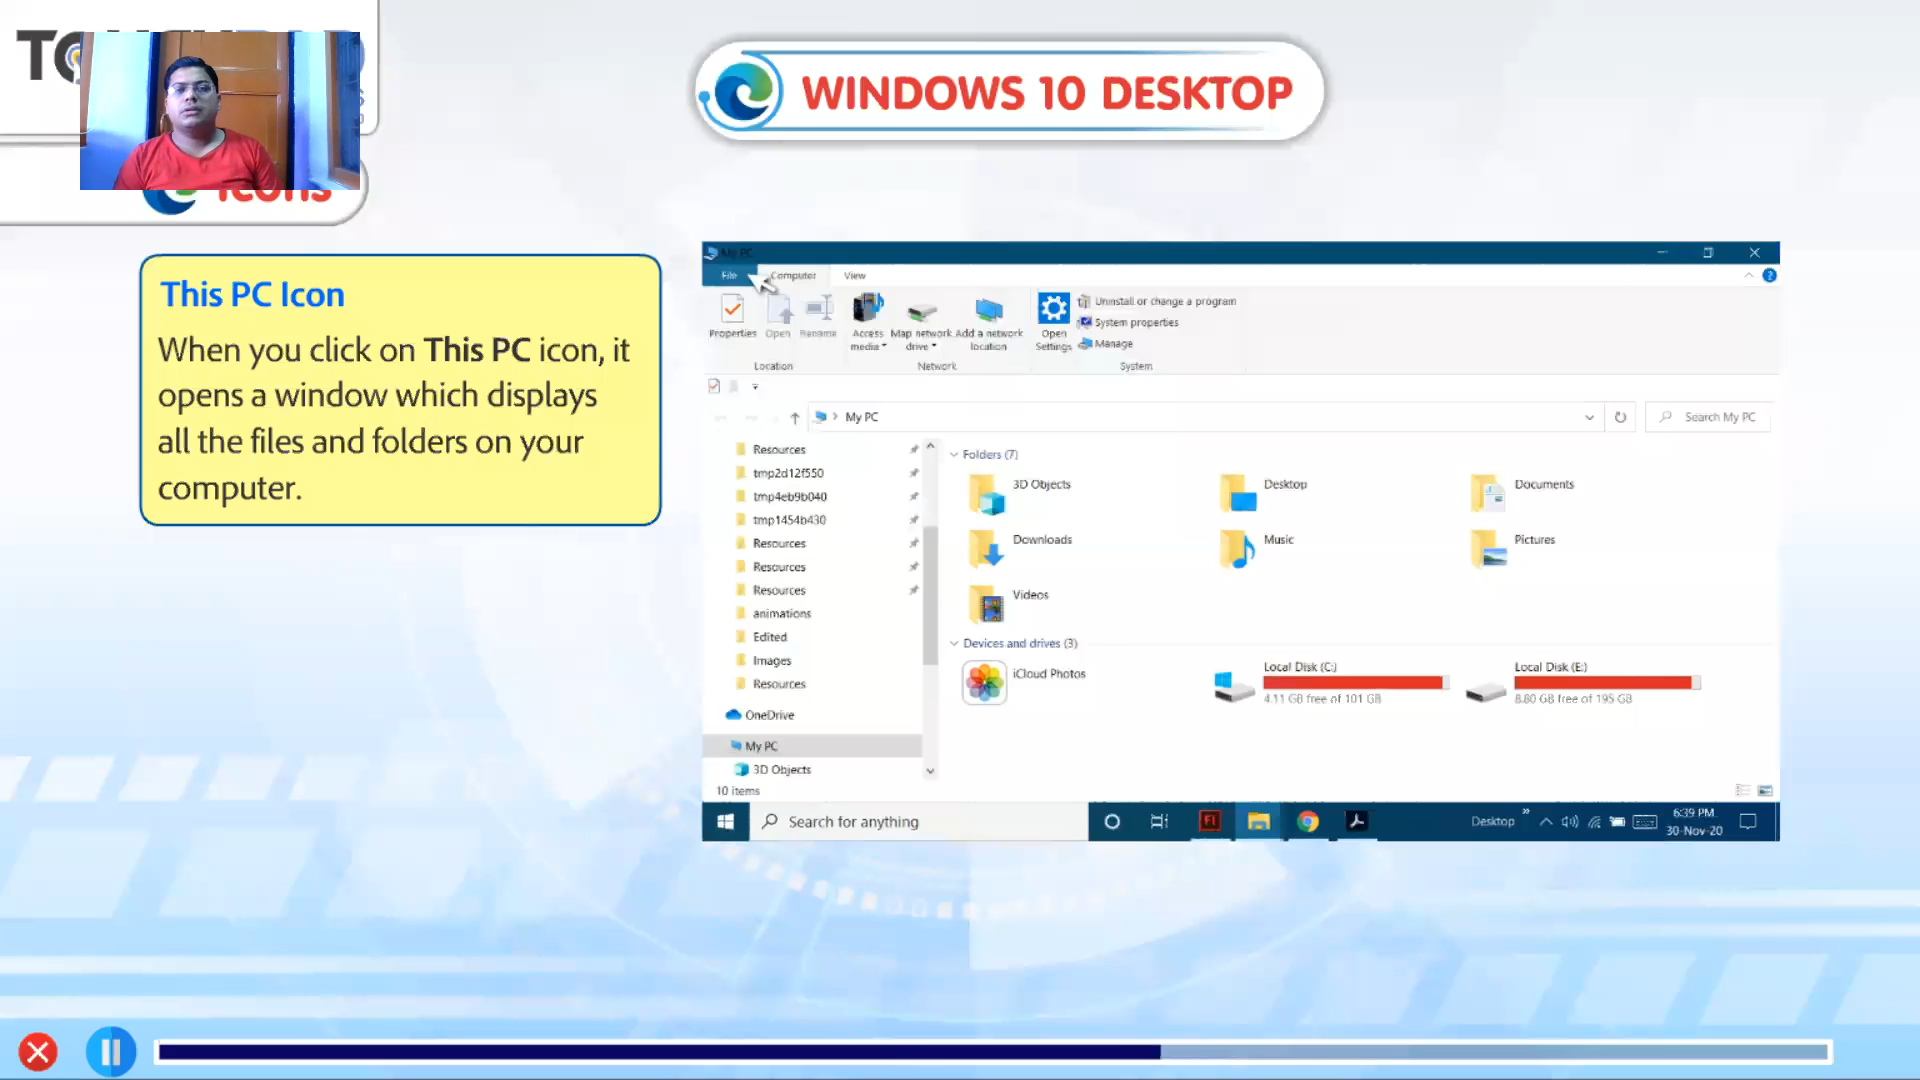 WINDOWS 10 DESKTOP
Icons
This PC Icon
When you click on This PC icon, it
opens a window which displays
all the files and folders on your
computer.
My PC
File Computer View
Properties Open Rename
Location
Access media
Map network drive
Add a network location
Network
Open Settings
Uninstall or change a program
System properties
Manage
System
My PC
Search My PC
Resources
tmp2d12f550
tmp4eb9b040
tmp1454b430
Resources
Resources
Resources
animations
Edited
Images
Resources
OneDrive
My PC
3D Objects
Folders (7)
3D Objects Desktop Documents
Downloads Music Pictures
Videos
Devices and drives (3)
iCloud Photos
Local Disk (C:)
4.11 GB free of 101 GB
Local Disk (E:)
8.80 GB free of 195 GB
10 items
Search for anything
Desktop
6:39 PM
30-Nov-20